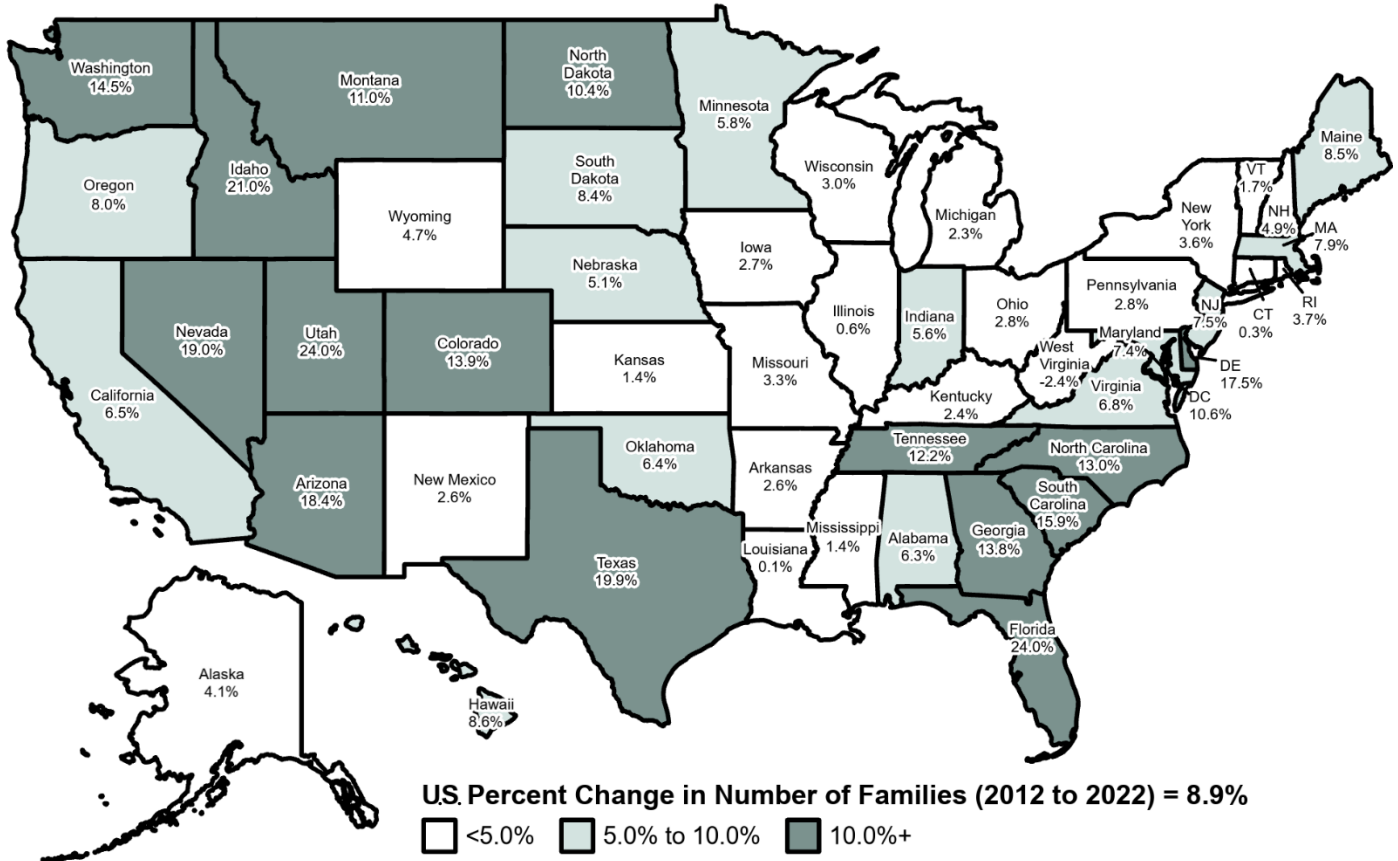 Washington
14.5%
Montana
11.0%
North
Dakota
10.4%
Minnesota
5.8%
Maine
8.5%
Oregon
8.0%
Idaho
21.0%
Wyoming
4.7%
South
Dakota
8.4%
Wisconsin
3.0%
Michigan
2.3%
New
York
3.6%
VT
1.7%
NH
4.9%
MA
7.9%
Nebraska
5.1%
Iowa
2.7%
Illinois
0.6%
Indiana
5.6%
Ohio
2.8%
Pennsylvania
2.8%
NJ
7.5%
CT
0.3%
RI
3.7%
California
6.5%
Nevada
19.0%
Utah
24.0%
Colorado
13.9%
Kansas
1.4%
Missouri
3.3%
Kentucky
2.4%
West
Virginia
-2.4%
Maryland
7.4%
Virginia
6.8%
DE
17.5%
DC
10.6%
Arizona
18.4%
New Mexico
2.6%
Oklahoma
6.4%
Arkansas
2.6%
Tennessee
12.2%
North Carolina
13.0%
South
Carolina
15.9%
Texas
19.9%
Louisiana
0.1%
Mississippi
1.4%
Alabama
6.3%
Georgia
13.8%
Florida
24.0%
Alaska
4.1%
Hawaii
8.6%
U.S. Percent Change in Number of Families (2012 to 2022) = 8.9%
<5.0%
5.0% to 10.0%
10.0%+